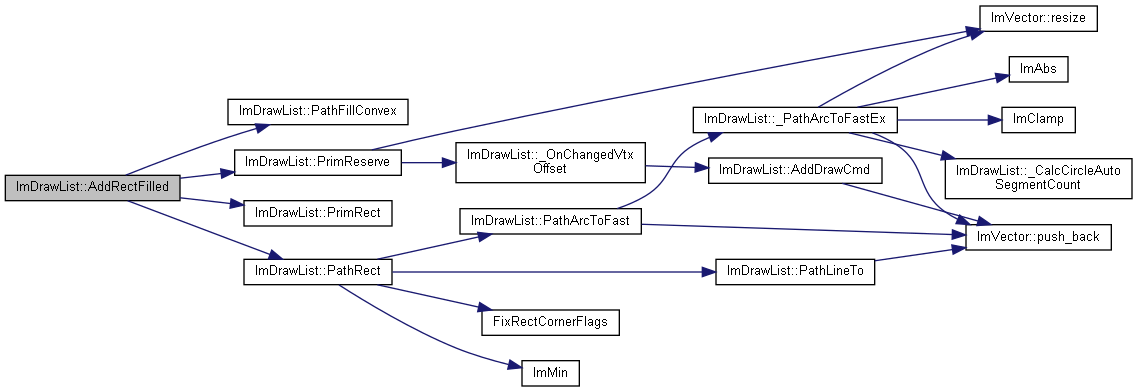 ImVector::resize
ImAbs
ImDrawList::PathFillConvex
ImDrawList::_PathArcToFastEx
ImClamp
ImDrawList::PrimReserve
ImDrawList::_OnChangedVtx
Offset
ImDrawList::AddDrawCmd
ImDrawList::_CalcCircleAuto
SegmentCount
ImDrawList::AddRectFilled
ImDrawList::PrimRect
ImDrawList::PathArcToFast
ImVector::push_back
ImDrawList::PathRect
ImDrawList::PathLineTo
FixRectCornerFlags
ImMin